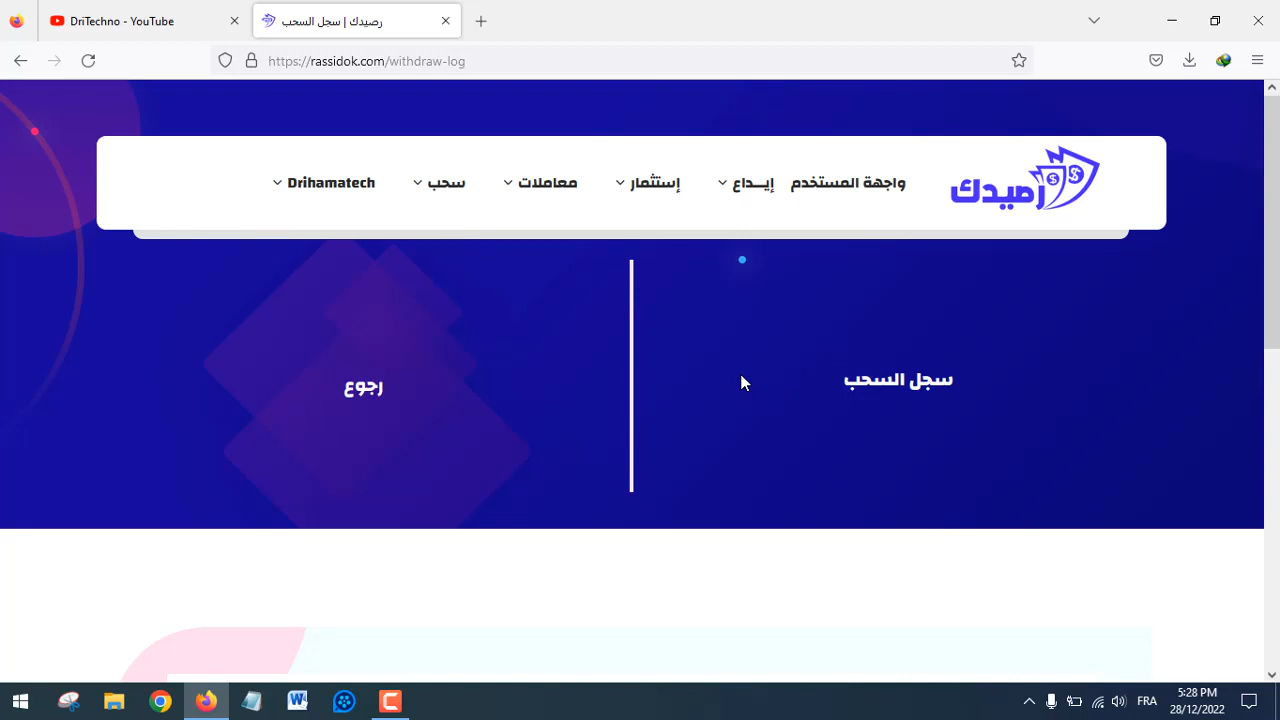 DriTechno - YouTube
رصيدك | سجل السحب
https://rassidok.com/withdraw-log
رصيدك
واجهة المستخدم
إيــداع
إستثمار
معاملات
سحب
Drihamatech
سجل السحب
رجوع
FRA
5:28 PM
28/12/2022